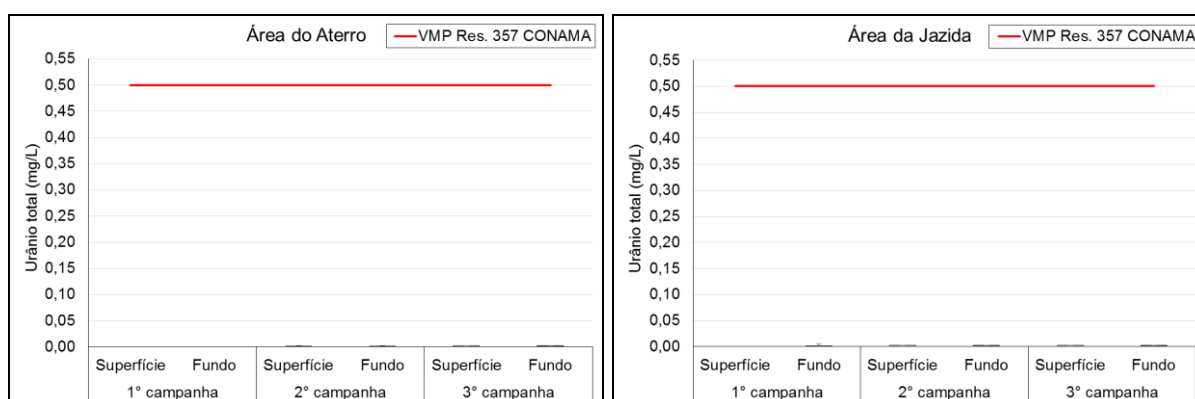 Área do Aterro
VMP Res. 357 CONAMA
Urânio total (mg/L)
0,55
0,50
0,45
0,40
0,35
0,30
0,25
0,20
0,15
0,10
0,05
0,00
Superfície Fundo Superfície Fundo Superfície Fundo
1° campanha 2° campanha 3° campanha
Área da Jazida
VMP Res. 357 CONAMA
Urânio total (mg/L)
0,55
0,50
0,45
0,40
0,35
0,30
0,25
0,20
0,15
0,10
0,05
0,00
Superfície Fundo Superfície Fundo Superfície Fundo
1° campanha 2° campanha 3° campanha